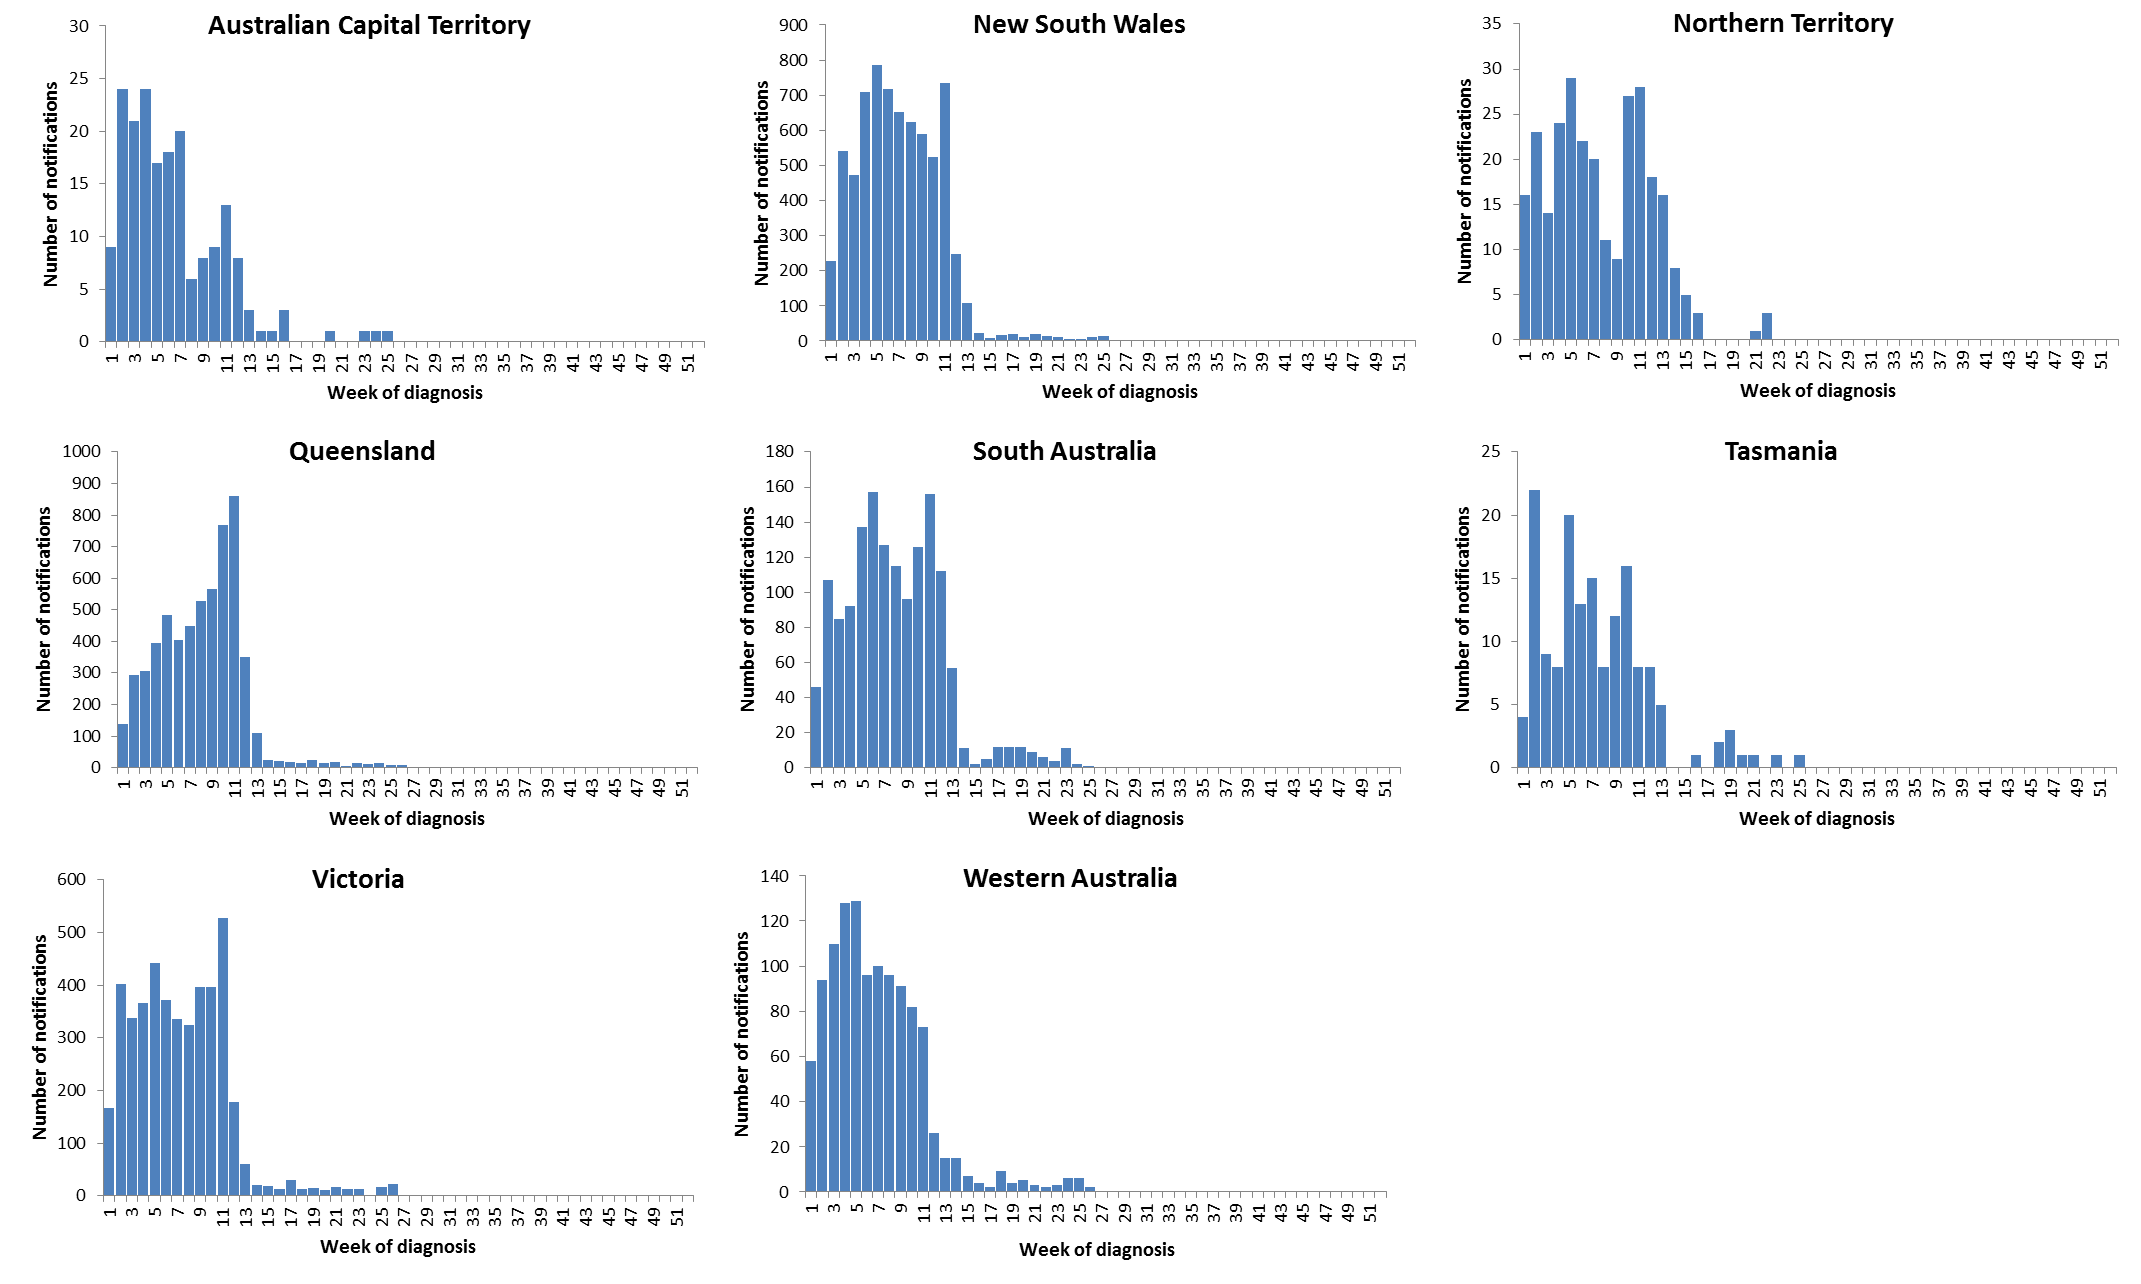 Australian Capital Territory
30
25
20
15
10
5
0
Number of notifications
1 3 5 7 9 11 13 15 17 19 21 23 25 27 29 31 33 35 37 39 41 43 45 47 49 51
Week of diagnosis
New South Wales
900
800
700
600
500
400
300
200
100
0
Number of notifications
1 3 5 7 9 11 13 15 17 19 21 23 25 27 29 31 33 35 37 39 41 43 45 47 49 51
Week of diagnosis
Northern Territory
35
30
25
20
15
10
5
0
Number of notifications
1 3 5 7 9 11 13 15 17 19 21 23 25 27 29 31 33 35 37 39 41 43 45 47 49 51
Week of diagnosis
Queensland
1000
900
800
700
600
500
400
300
200
100
0
Number of notifications
1 3 5 7 9 11 13 15 17 19 21 23 25 27 29 31 33 35 37 39 41 43 45 47 49 51
Week of diagnosis
South Australia
180
160
140
120
100
80
60
40
20
0
Number of notifications
1 3 5 7 9 11 13 15 17 19 21 23 25 27 29 31 33 35 37 39 41 43 45 47 49 51
Week of diagnosis
Tasmania
25
20
15
10
5
0
Number of notifications
1 3 5 7 9 11 13 15 17 19 21 23 25 27 29 31 33 35 37 39 41 43 45 47 49 51
Week of diagnosis
Victoria
600
500
400
300
200
100
0
Number of notifications
1 3 5 7 9 11 13 15 17 19 21 23 25 27 29 31 33 35 37 39 41 43 45 47 49 51
Week of diagnosis
Western Australia
140
120
100
80
60
40
20
0
Number of notifications
1 3 5 7 9 11 13 15 17 19 21 23 25 27 29 31 33 35 37 39 41 43 45 47 49 51
Week of diagnosis